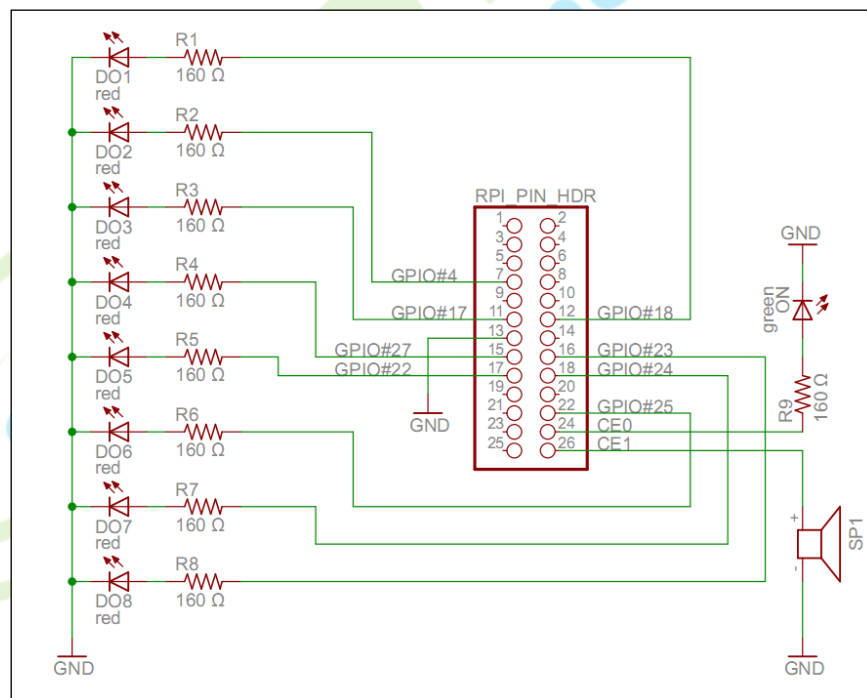 R1
160 Ω
DO1
red
R2
160 Ω
DO2
red
R3
160 Ω
DO3
red
R4
160 Ω
DO4
red
R5
160 Ω
DO5
red
R6
160 Ω
DO6
red
R7
160 Ω
DO7
red
R8
160 Ω
DO8
red
GND
RPI_PIN_HDR
1 2
3 4
5 6
GPIO#4 7 8
9 10
GPIO#17 11 12 GPIO#18
13 14
GPIO#27 15 16 GPIO#23
GPIO#22 17 18 GPIO#24
19 20
21 22 GPIO#25
23 24 CE0
25 26 CE1
GND
GND
green
ON
R9
160 Ω
+
SP1
-
GND